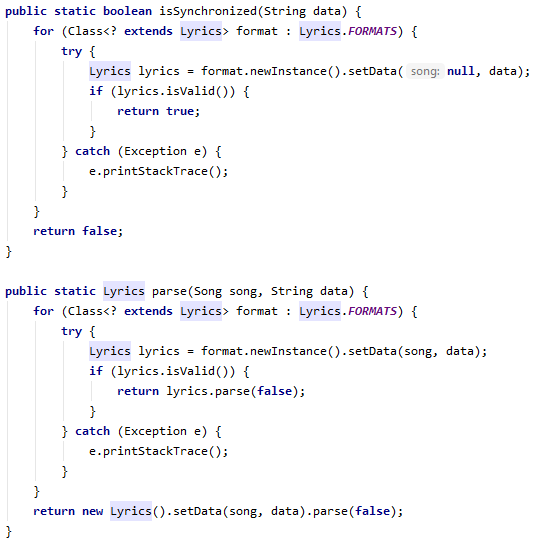 public static boolean isSynchronized(String data) {
    for (Class<? extends Lyrics> format : Lyrics.FORMATS) {
        try {
            Lyrics lyrics = format.newInstance().setData( song: null, data);
            if (lyrics.isValid()) {
                return true;
            }
        } catch (Exception e) {
            e.printStackTrace();
        }
    }
    return false;
}

public static Lyrics parse(Song song, String data) {
    for (Class<? extends Lyrics> format : Lyrics.FORMATS) {
        try {
            Lyrics lyrics = format.newInstance().setData(song, data);
            if (lyrics.isValid()) {
                return lyrics.parse(false);
            }
        } catch (Exception e) {
            e.printStackTrace();
        }
    }
    return new Lyrics().setData(song, data).parse(false);
}